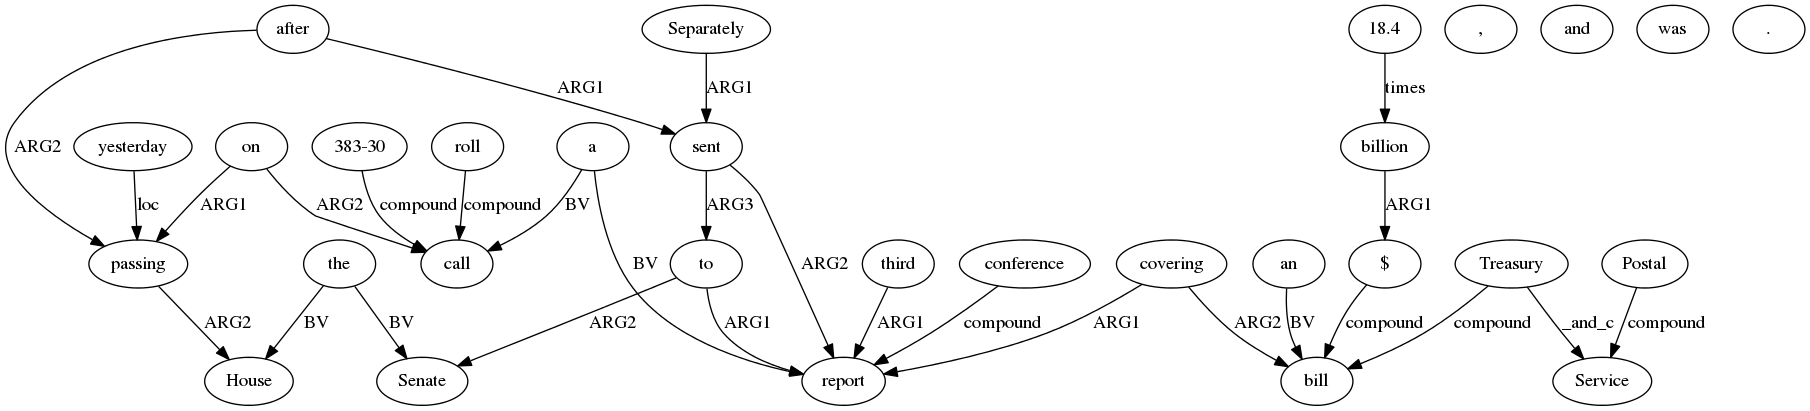 after Separately 18.4 , and was .
ARG1 ARG1 times
ARG2 yesterday on 383-30 roll a sent billion
loc ARG1 ARG2 compound compound BV ARG3 ARG1
passing call BV to ARG2 third conference covering an $ Treasury Postal
the
ARG2 BV BV ARG2 ARG1 ARG1 compound ARG1 ARG2 BV compound compound _and_c compound
House Senate report bill Service